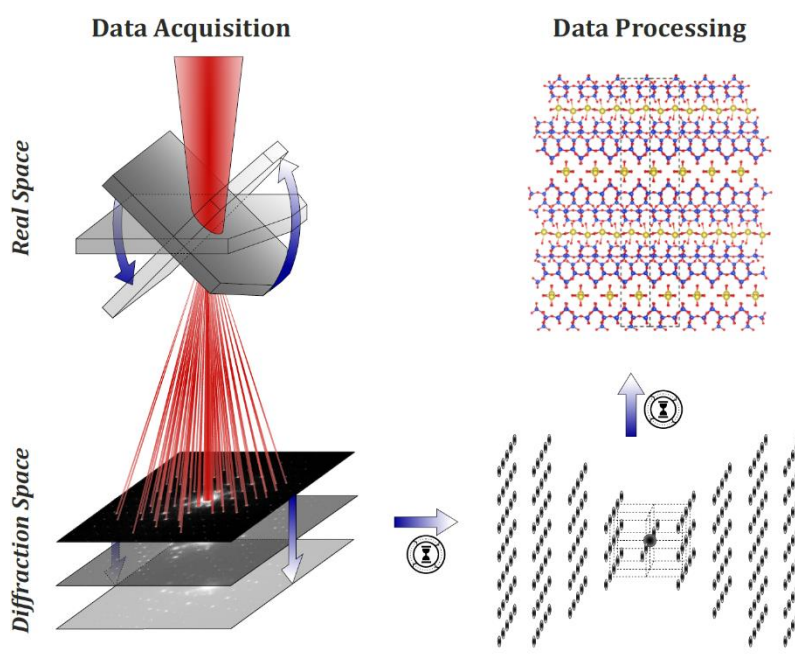 Data Acquisition
Data Processing
Real Space
Diffraction Space